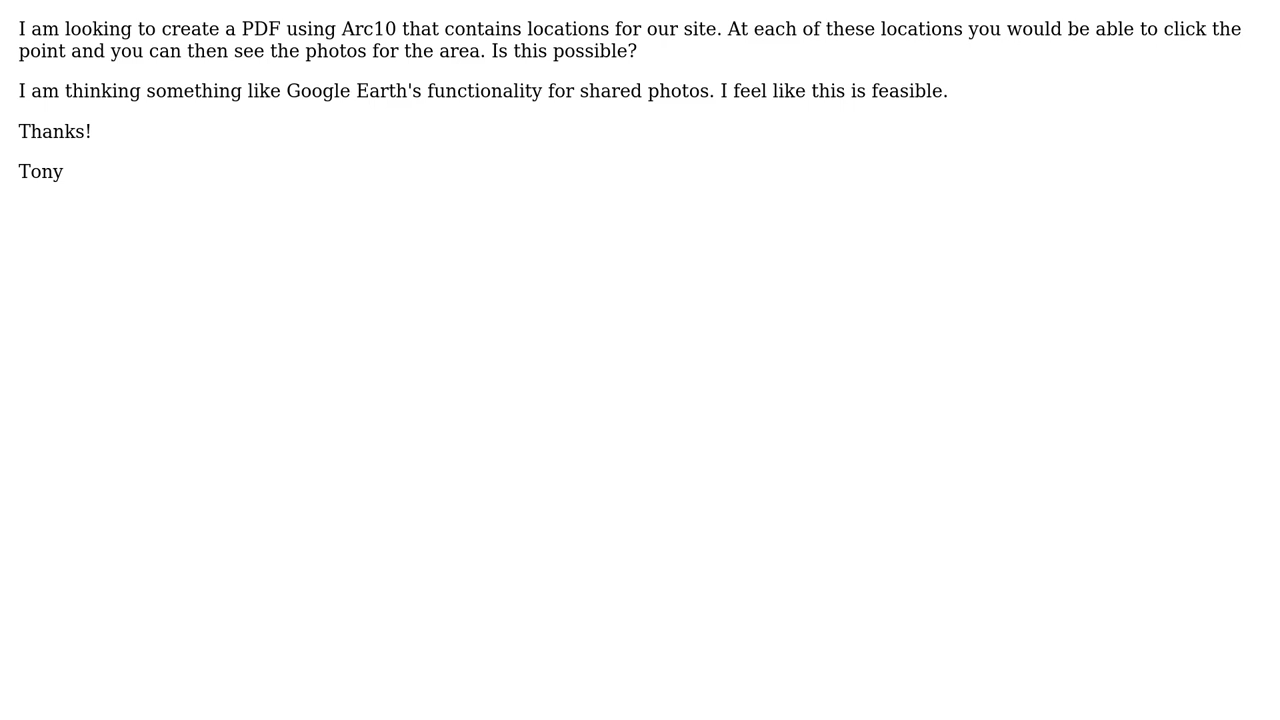 I am looking to create a PDF using Arc10 that contains locations for our site. At each of these locations you would be able to click the
point and you can then see the photos for the area. Is this possible?
I am thinking something like Google Earth's functionality for shared photos. I feel like this is feasible.
Thanks!
Tony